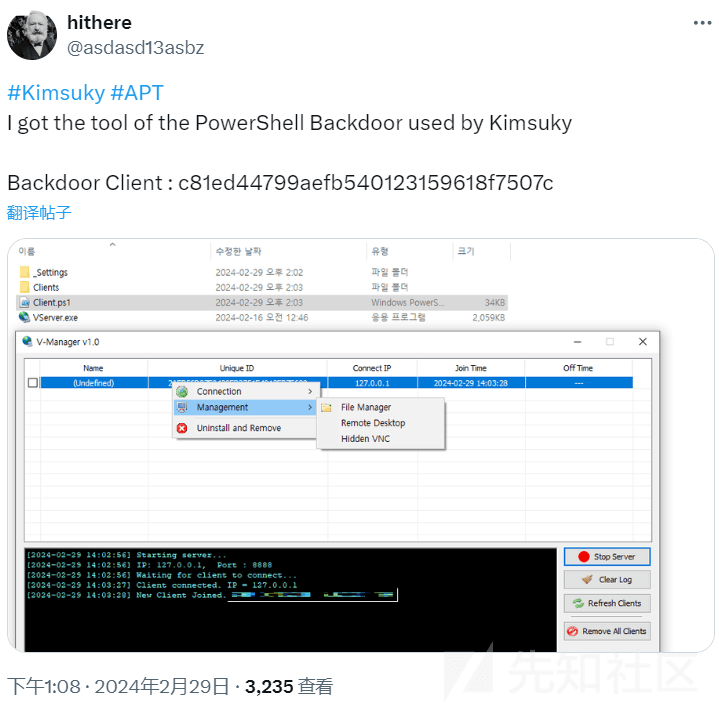 hithere
@asdasd13asbz
#Kimsuky #APT
I got the tool of the PowerShell Backdoor used by Kimsuky
Backdoor Client : c81ed44799aefb540123159618f7507c
翻译帖子
이름 수정한 날짜 유형 크기
_Settings 2024-02-29 오후 2:02 파일 폴더
Clients 2024-02-29 오후 2:03 파일 폴더
Client.ps1 2024-02-29 오후 2:03 Windows PowerS... 34KB
VServer.exe 2024-02-16 오전 12:46 응용 프로그램 2,059KB
V-Manager v1.0
Name Unique ID Connect IP Join Time Off Time
(Undefined) 127.0.0.1 2024-02-29 14:03:28 ---
Connection
Management
Uninstall and Remove
File Manager
Remote Desktop
Hidden VNC
[2024-02-29 14:02:56] Starting server...
[2024-02-29 14:02:56] IP: 127.0.0.1, Port : 8888
[2024-02-29 14:02:56] Waiting for client to connect...
[2024-02-29 14:03:27] Client connected. IP = 127.0.0.1
[2024-02-29 14:03:28] New Client Joined.
Stop Server
Clear Log
Refresh Clients
Remove All Clients
先知社区
下午1:08 · 2024年2月29日 · 3,235 查看